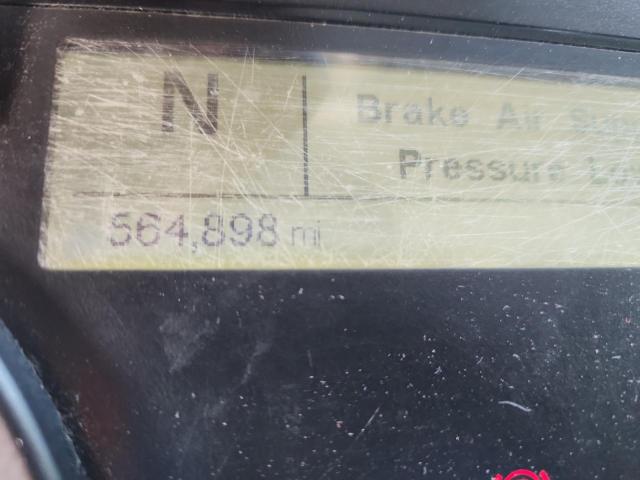 N
Brake Air
Pressure
564,898 mi